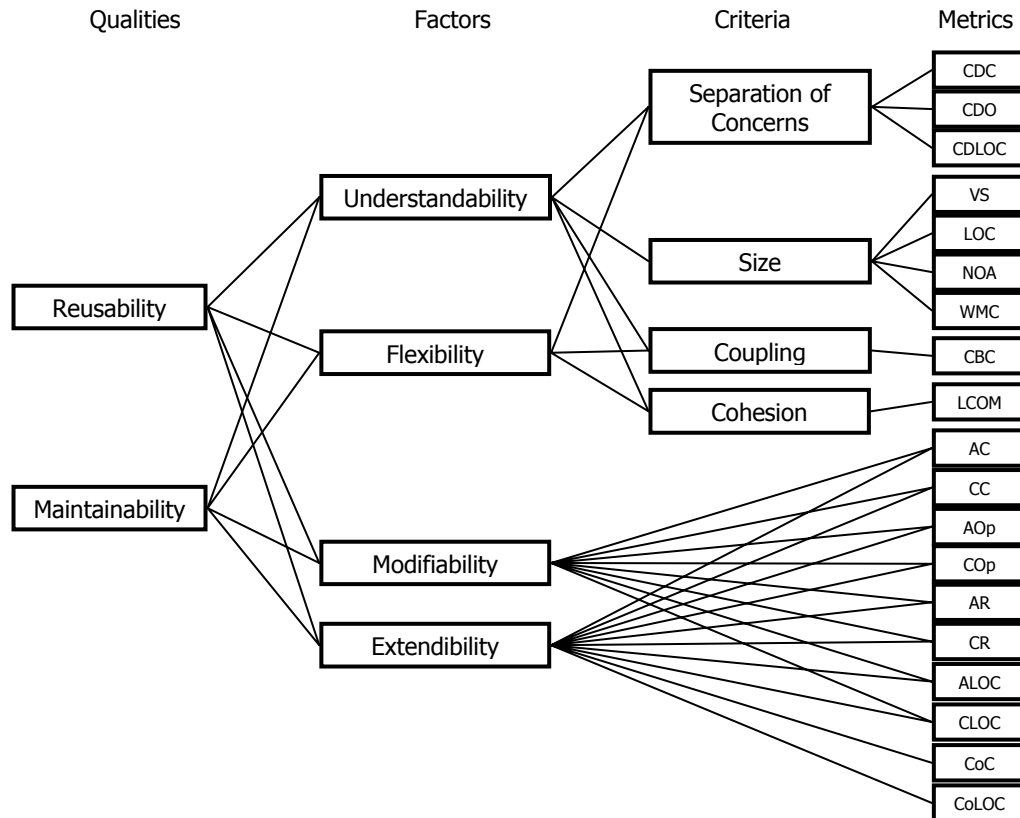 Qualities
Factors
Criteria
Metrics
Reusability
Maintainability
Understandability
Flexibility
Modifiability
Extendibility
Separation of
Concerns
Size
Coupling
Cohesion
CDC
CDO
CDLOC
VS
LOC
NOA
WMC
CBC
LCOM
AC
CC
AOp
COp
AR
CR
ALOC
CLOC
CoC
CoLOC